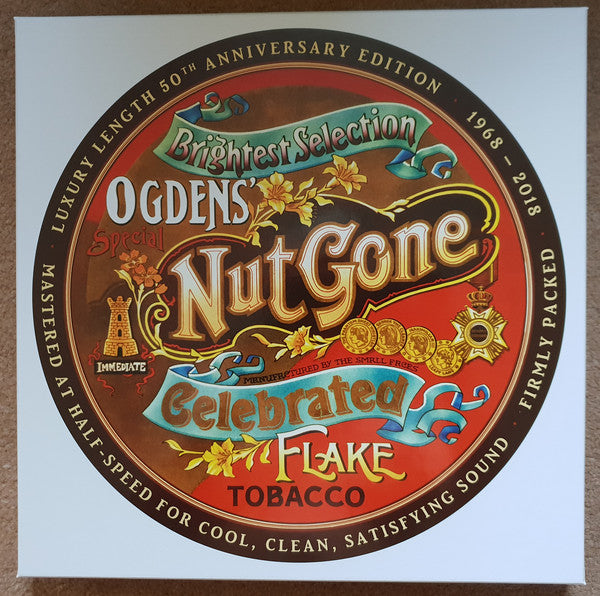 LUXURY LENGTH 50TH ANNIVERSARY EDITION · 1968 – 2018 ·
Brightest Selection
OGDENS'
Special
Nut Gone
IMMEDIATE
MANUFACTURED BY THE SMALL FACES
Celebrated
FLAKE
TOBACCO
MASTERED AT HALF-SPEED FOR COOL, CLEAN, SATISFYING SOUND · FIRMLY PACKED